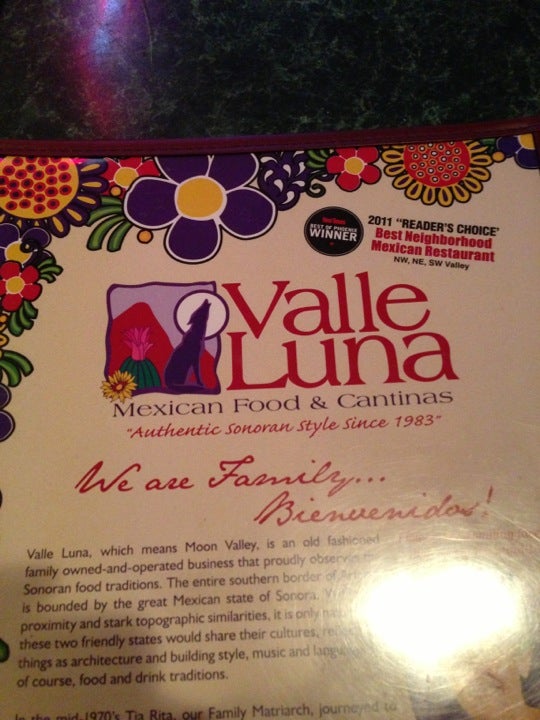 New Times
BEST OF PHOENIX
WINNER
2011 "READER'S CHOICE"
Best Neighborhood
Mexican Restaurant
NW, NE, SW Valley
Valle
Luna
Mexican Food & Cantinas
"Authentic Sonoran Style Since 1983"
We are Family...
Bienvenidos!
Valle Luna, which means Moon Valley, is an old fashioned
family owned-and-operated business that proudly
Sonoran food traditions. The entire southern border of
is bounded by the great Mexican state of Sonora.
proximity and stark topographic similarities, it is only
these two friendly states would share their cultures,
things as architecture and building style, music and
of course, food and drink traditions.
In the mid-1970's Tia Rita, our Family Matriarch, journeyed to